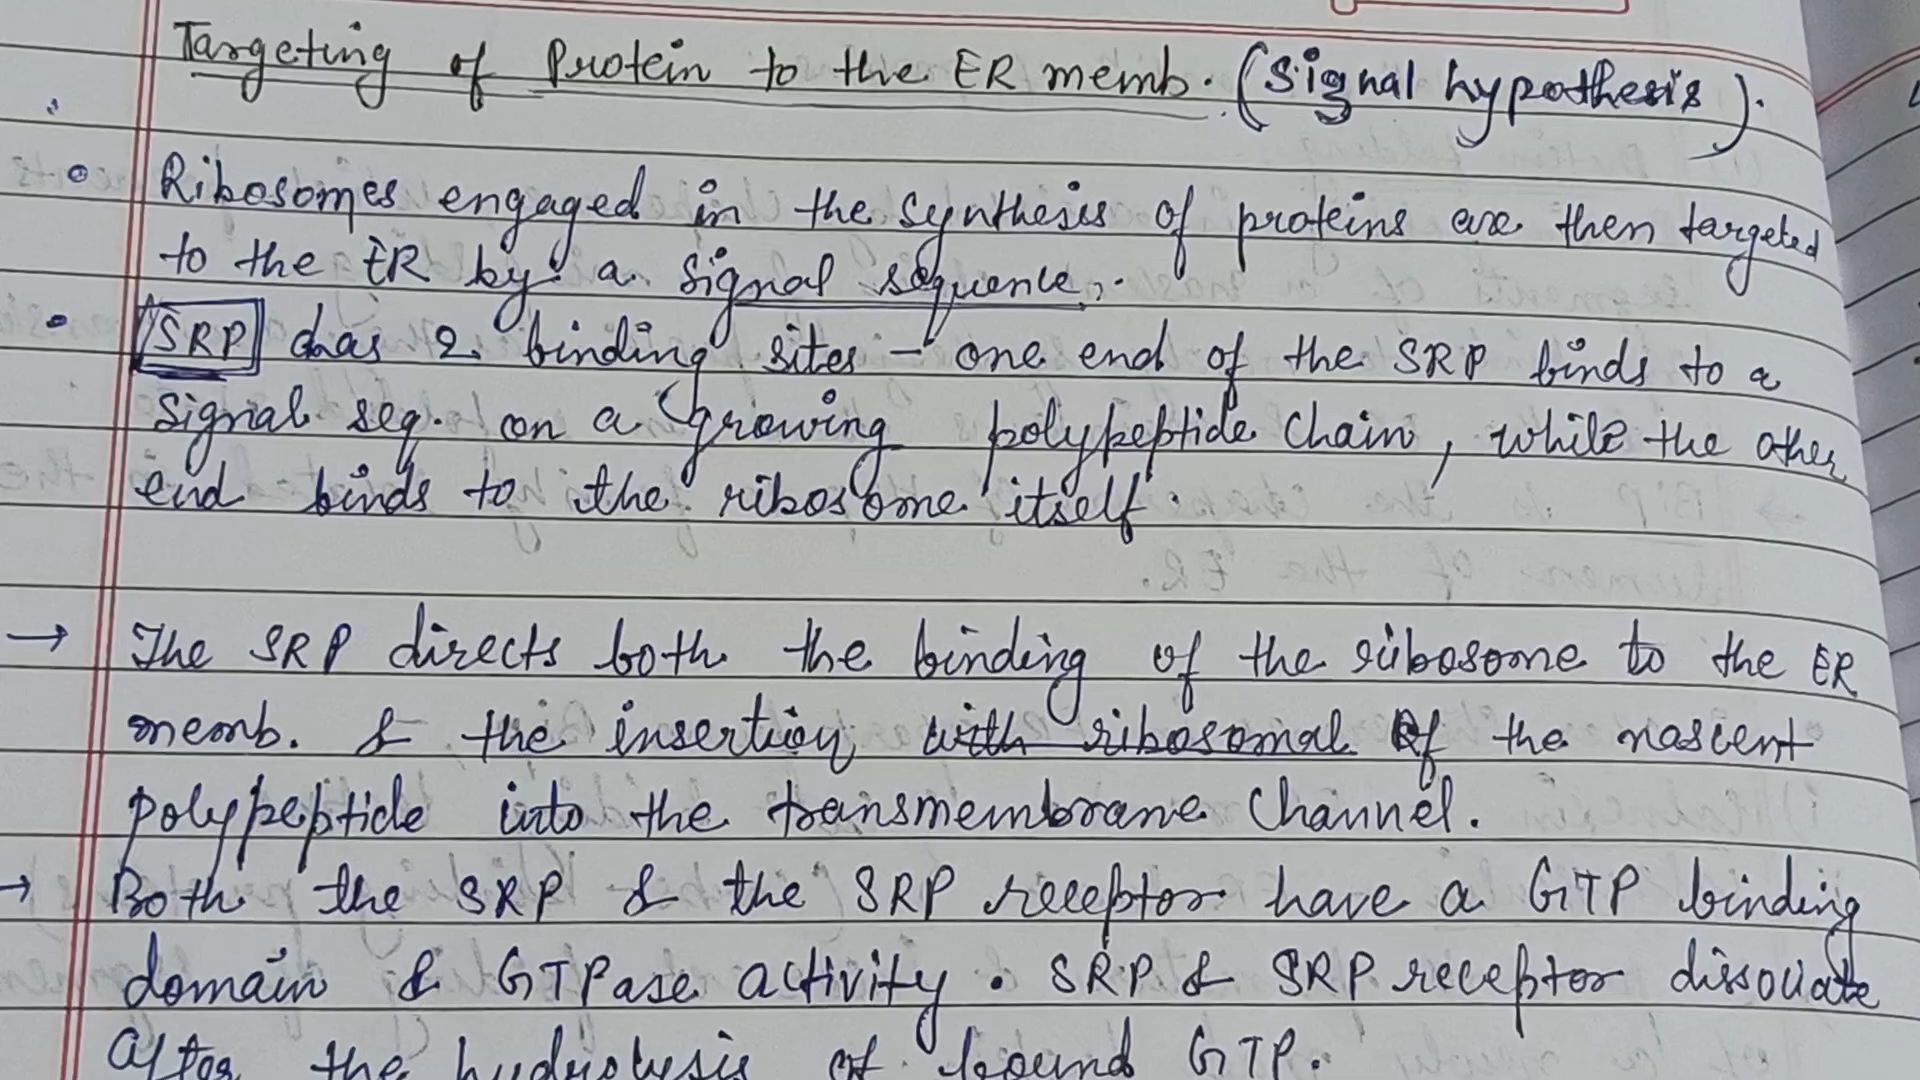 Targeting of Protein to the ER memb. (Signal hypothesis).
Ribosomes engaged in the synthesis of proteins are then targeted
to the ER by a signal sequence.
SRP has 2 binding sites - one end of the SRP binds to a
signal seq. on a growing polypeptide chain, while the other
end binds to the ribosome itself.
→ The SRP directs both the binding of the ribosome to the ER
memb. & the insertion with ribosomal of the nascent
polypeptide into the transmembrane channel.
→ Both the SRP & the SRP receptor have a GTP binding
domain & GTPase activity. SRP & SRP receptor dissociate
after the hydrolysis of bound GTP.